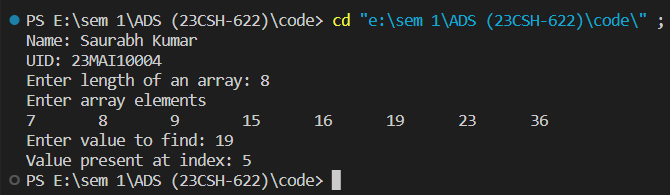 PS E:\sem 1\ADS (23CSH-622)\code> cd "e:\sem 1\ADS (23CSH-622)\code\" ;
Name: Saurabh Kumar
UID: 23MAI10004
Enter length of an array: 8
Enter array elements
7 8 9 15 16 19 23 36
Enter value to find: 19
Value present at index: 5
PS E:\sem 1\ADS (23CSH-622)\code>